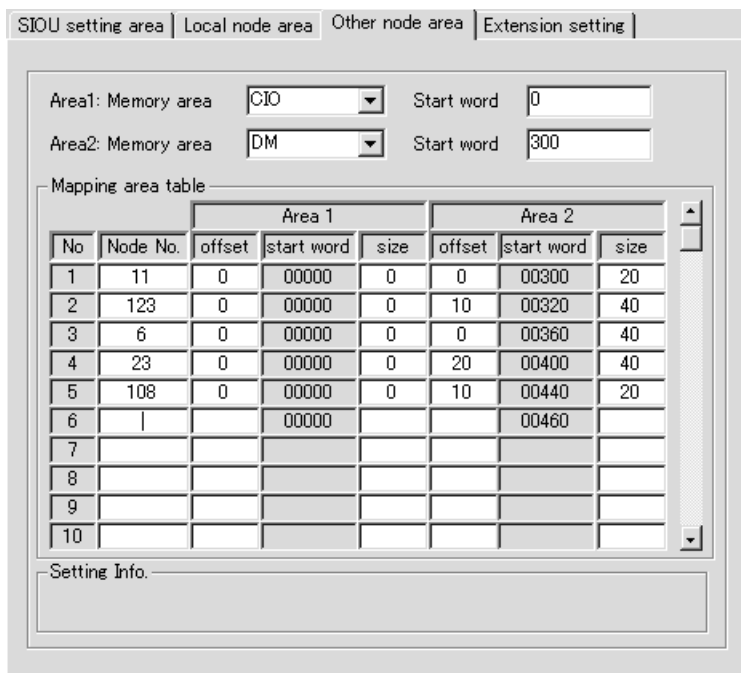 SIOU setting area Local node area Other node area Extension setting
Area1: Memory area CIO Start word 0
Area2: Memory area DM Start word 300
Mapping area table
Area 1 Area 2
No Node No. offset start word size offset start word size
1 11 0 00000 0 0 00300 20
2 123 0 00000 0 10 00320 40
3 6 0 00000 0 0 00360 40
4 23 0 00000 0 20 00400 40
5 108 0 00000 0 10 00440 20
6 00000 00460
7
8
9
10
Setting Info.